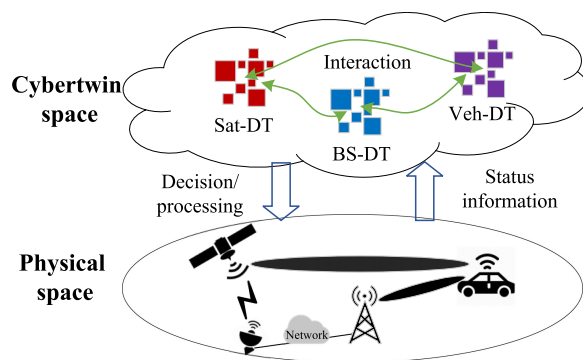 Cybertwin
space
Interaction
Sat-DT
BS-DT
Veh-DT
Decision/
processing
Status
information
Physical
space
Network